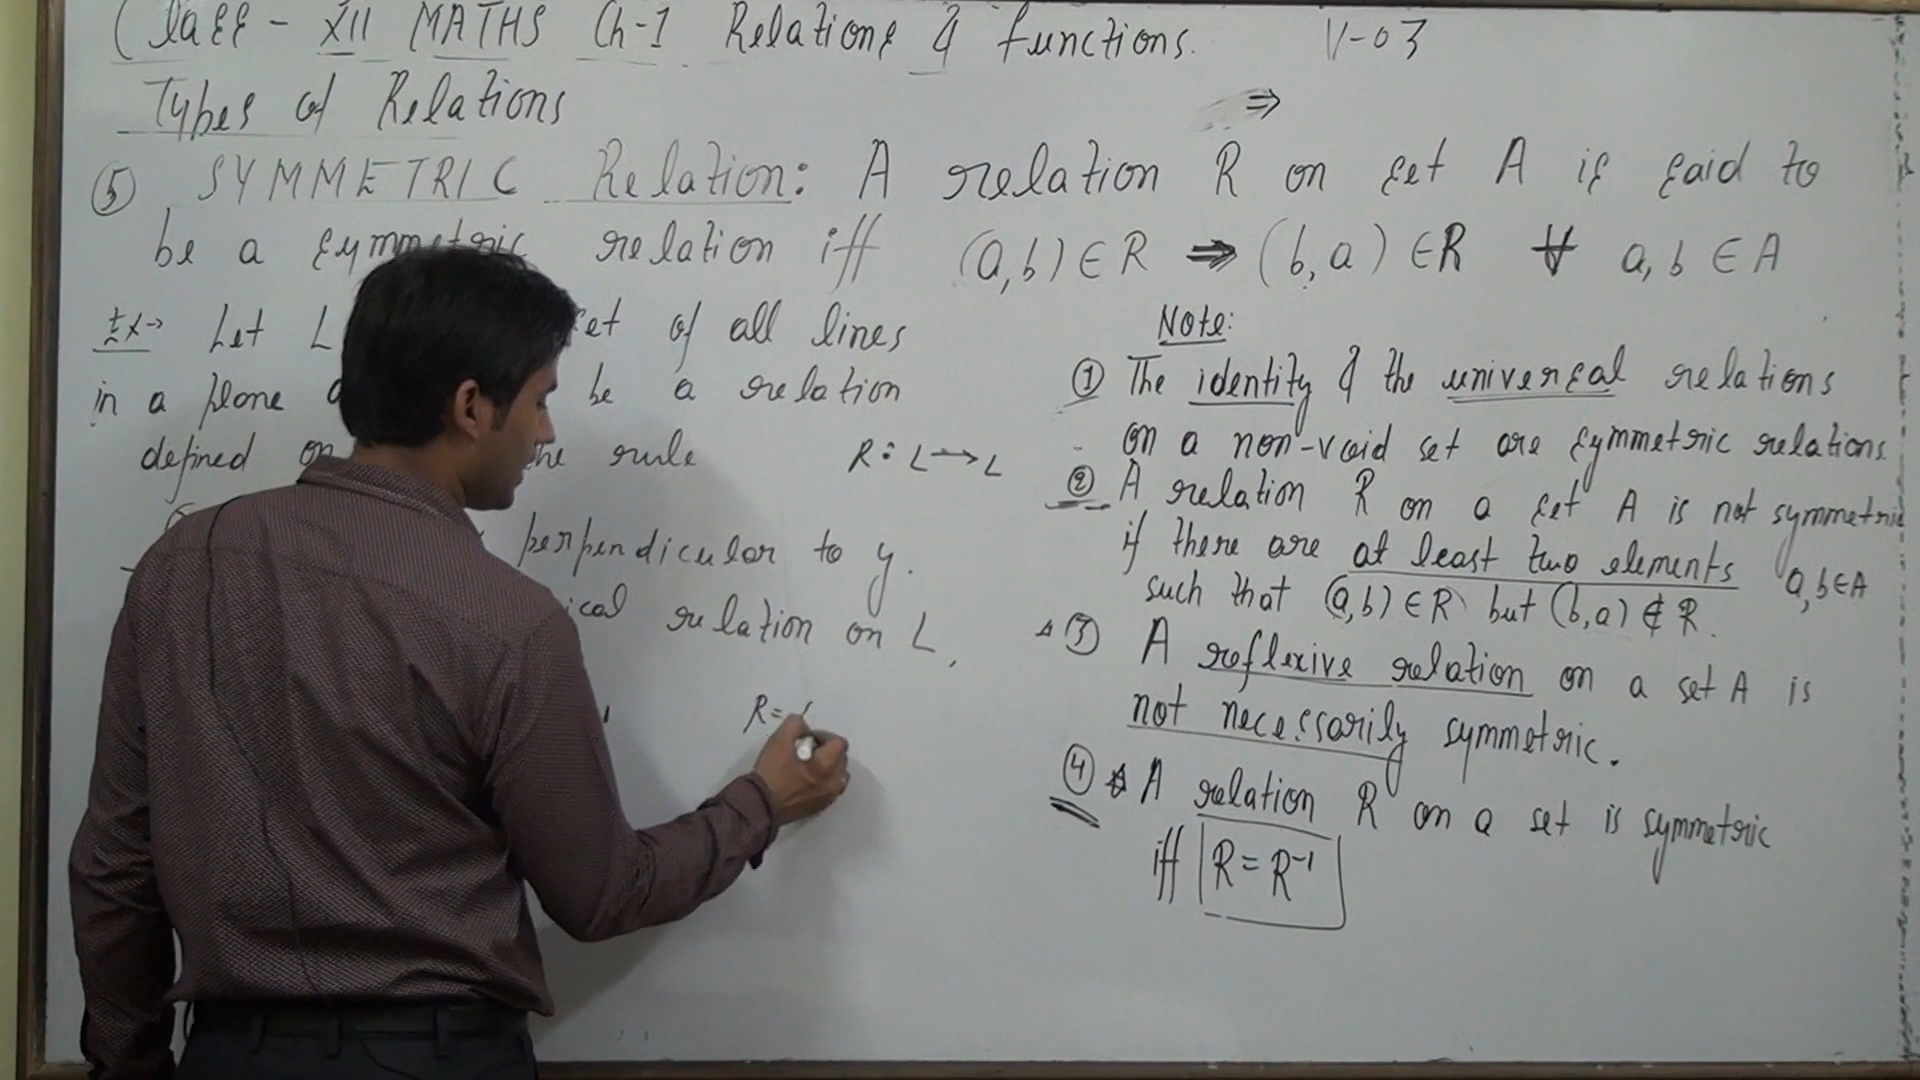 Class - XII MATHS Ch-1 Relations & functions. V-03
Types of Relations
⇒
⑤ SYMMETRIC Relation: A relation R on set A is said to
be a symmetric relation iff (a,b) ∈ R ⇒ (b,a) ∈ R ∀ a, b ∈ A
Ex→ Let L set of all lines
in a plane be a relation
defined on the rule R : L → L
perpendicular to y.
relation on L,
R=
Note:
① The identity & the universal relations
on a non-void set are symmetric relations.
② A relation R on a set A is not symmetric
if there are at least two elements a, b ∈ A
such that (a,b) ∈ R but (b,a) ∉ R.
③ A reflexive relation on a set A is
not necessarily symmetric.
④ A relation R on a set is symmetric
iff R = R⁻¹